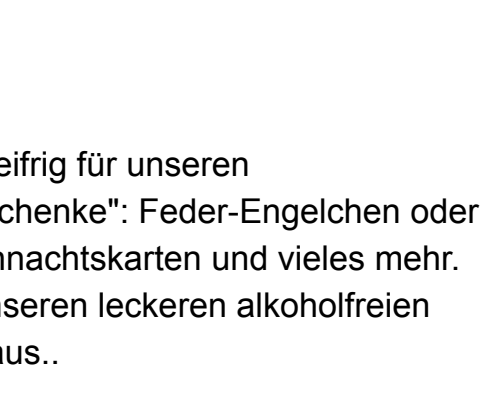 eifrig für unseren
chenke": Feder-Engelchen oder
nachtskarten und vieles mehr.
seren leckeren alkoholfreien
aus..